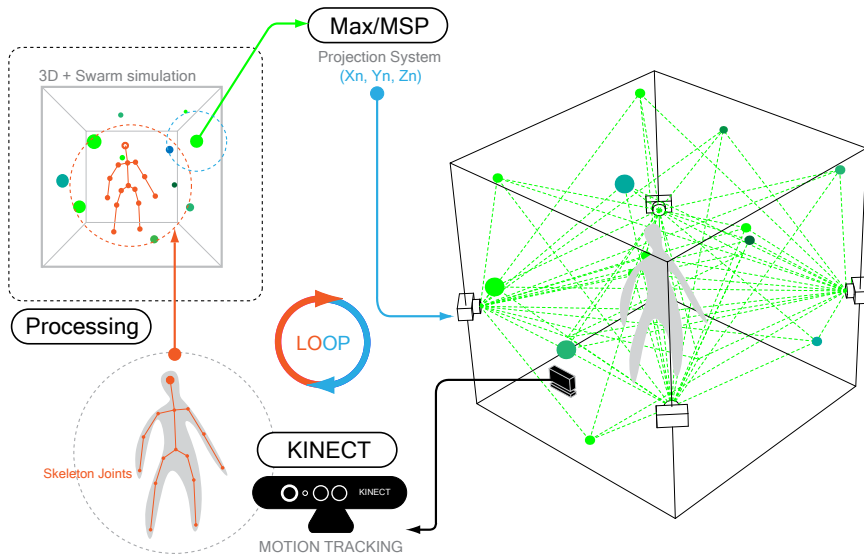 Max/MSP
Projection System
(Xn, Yn, Zn)
3D + Swarm simulation
Processing
LOOP
Skeleton Joints
KINECT
KINECT
MOTION TRACKING